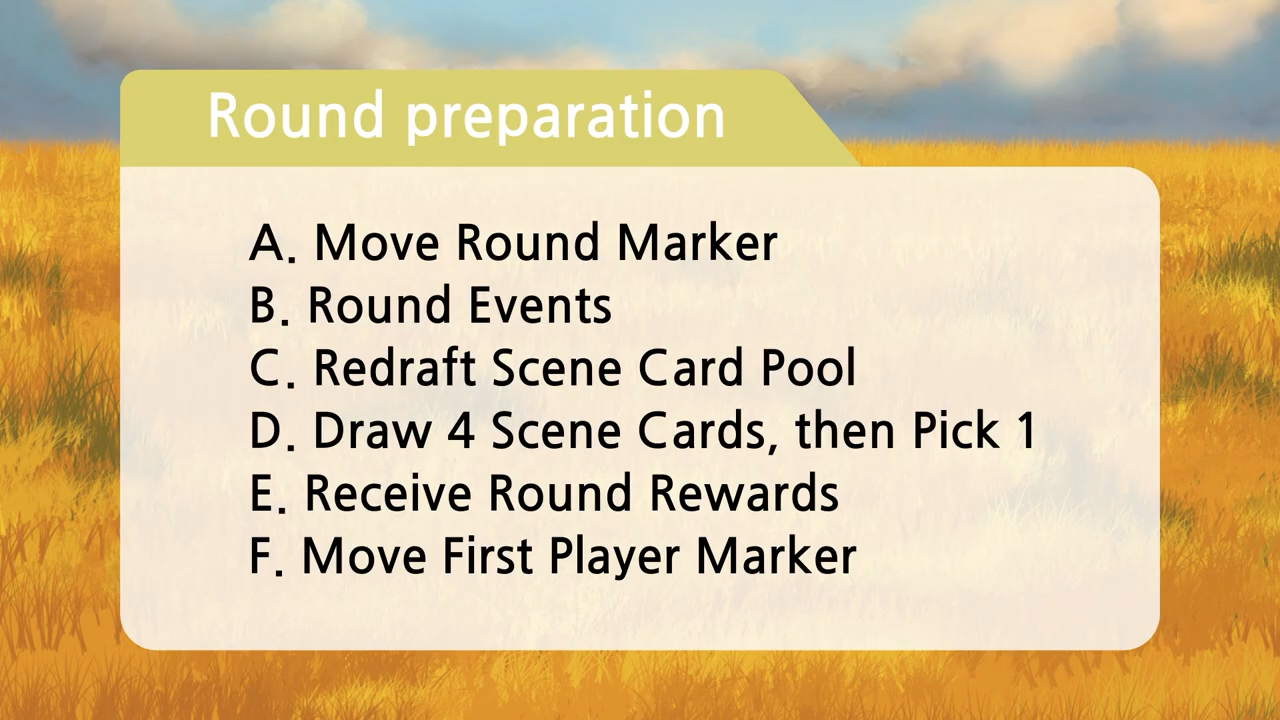 Round preparation
A. Move Round Marker
B. Round Events
C. Redraft Scene Card Pool
D. Draw 4 Scene Cards, then Pick 1
E. Receive Round Rewards
F. Move First Player Marker